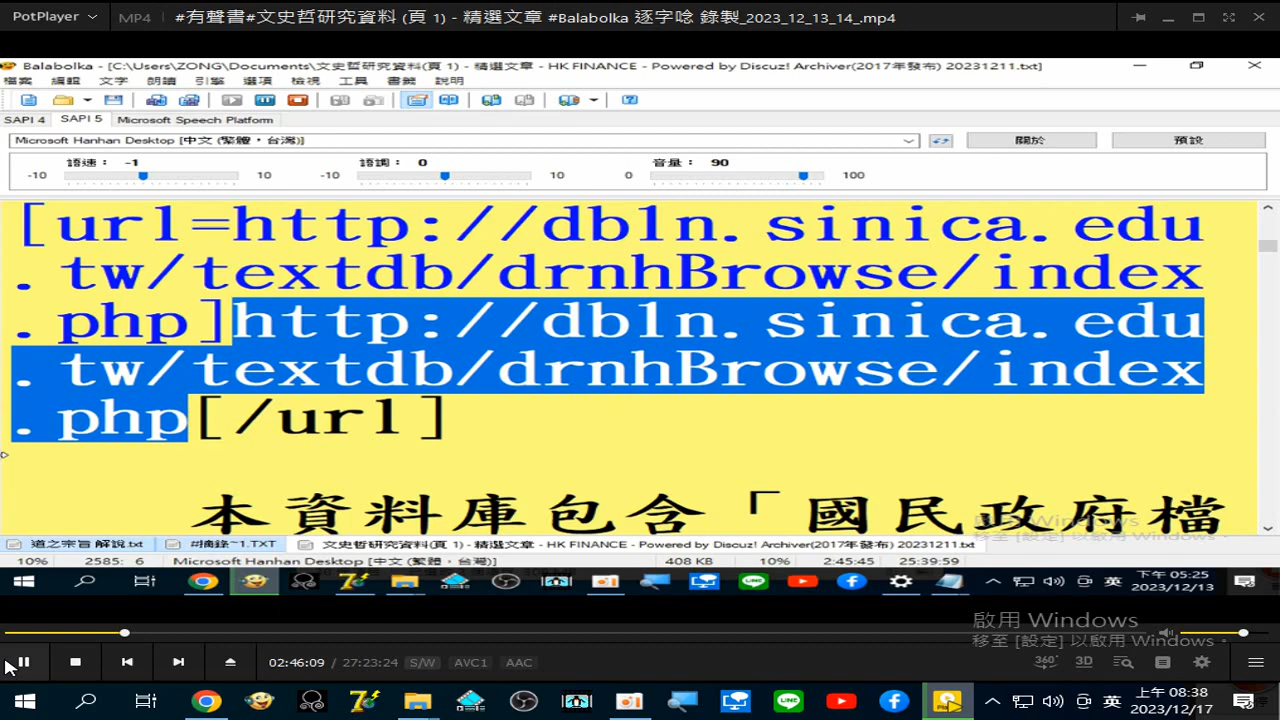 PotPlayer MP4 #有聲書#文史哲研究資料 (頁 1) - 精選文章 #Balabolka 逐字唸 錄製_2023_12_13_14_.mp4
Balabolka - [C:\Users\ZONG\Documents\文史哲研究資料(頁 1) - 精選文章 - HK FINANCE - Powered by Discuz! Archiver(2017年發布) 20231211.txt]
檔案 編輯 文字 朗讀 引擎 選項 檢視 工具 書籤 說明
SAPI 4 SAPI 5 Microsoft Speech Platform
Microsoft Hanhan Desktop [中文 (繁體，台灣)] 關於 預設
語速： -1 語調： 0 音量： 90
-10 10 -10 10 0 100
[url=http://dbln.sinica.edu
.tw/textdb/drnhBrowse/index
.php]http://dbln.sinica.edu
.tw/textdb/drnhBrowse/index
.php[/url]
本資料庫包含「國民政府檔
啟用 Windows
移至 [設定] 以啟用 Windows。
道之宗旨 解說.txt #摘錄~1.TXT 文史哲研究資料(頁 1) - 精選文章 - HK FINANCE - Powered by Discuz! Archiver(2017年發布) 20231211.txt
10% 2585: 6 Microsoft Hanhan Desktop [中文 (繁體，台灣)] 408 KB 10% 2:45:45 25:39:59
英 下午 05:25
2023/12/13
啟用 Windows
移至 [設定] 以啟用 Windows。
02:46:09 / 27:23:24 S/W AVC1 AAC 360° 3D
英 上午 08:38
2023/12/17